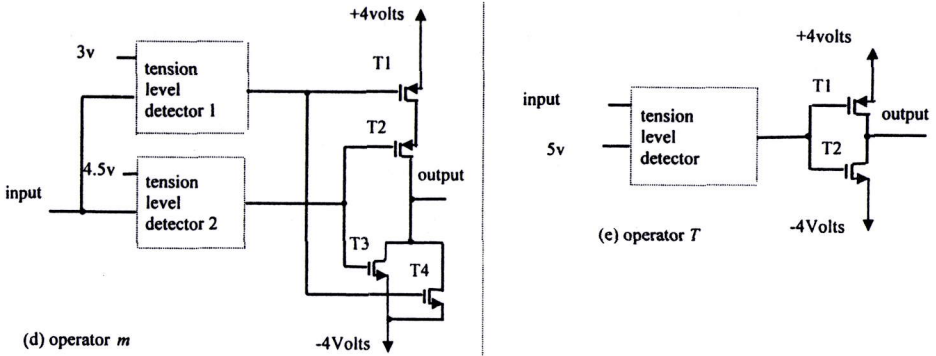 +4volts
3v
tension
level
detector 1
T1
T2
4.5v
tension
level
detector 2
input
output
T3
T4
-4Volts
(d) operator m
+4volts
T1
input
tension
level
detector
output
5v
T2
-4Volts
(e) operator T